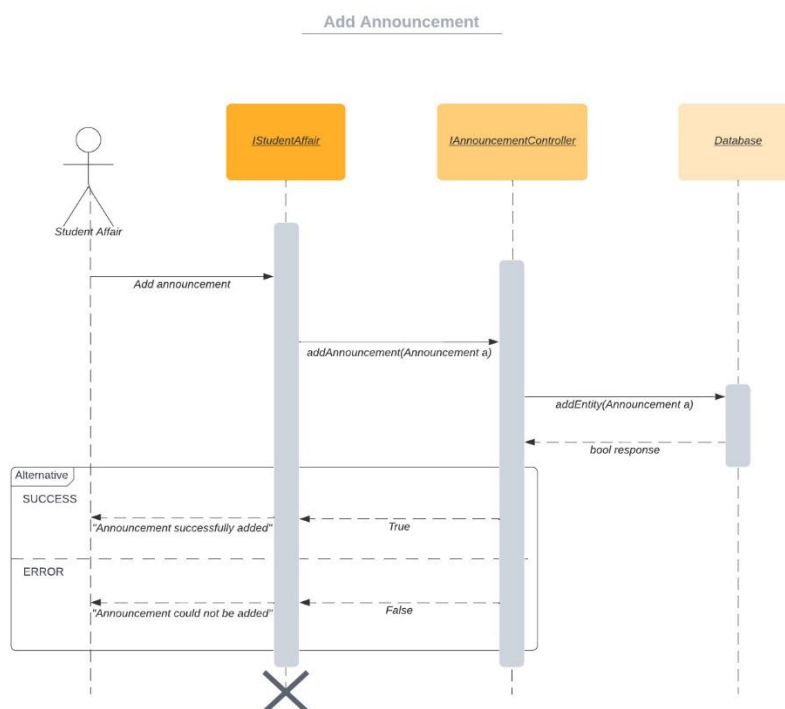 Add Announcement
IStudentAffair
IAnnouncementController
Database
Student Affair
Add announcement
addAnnouncement(Announcement a)
addEntity(Announcement a)
bool response
Alternative
SUCCESS
"Announcement successfully added"
True
ERROR
"Announcement could not be added"
False